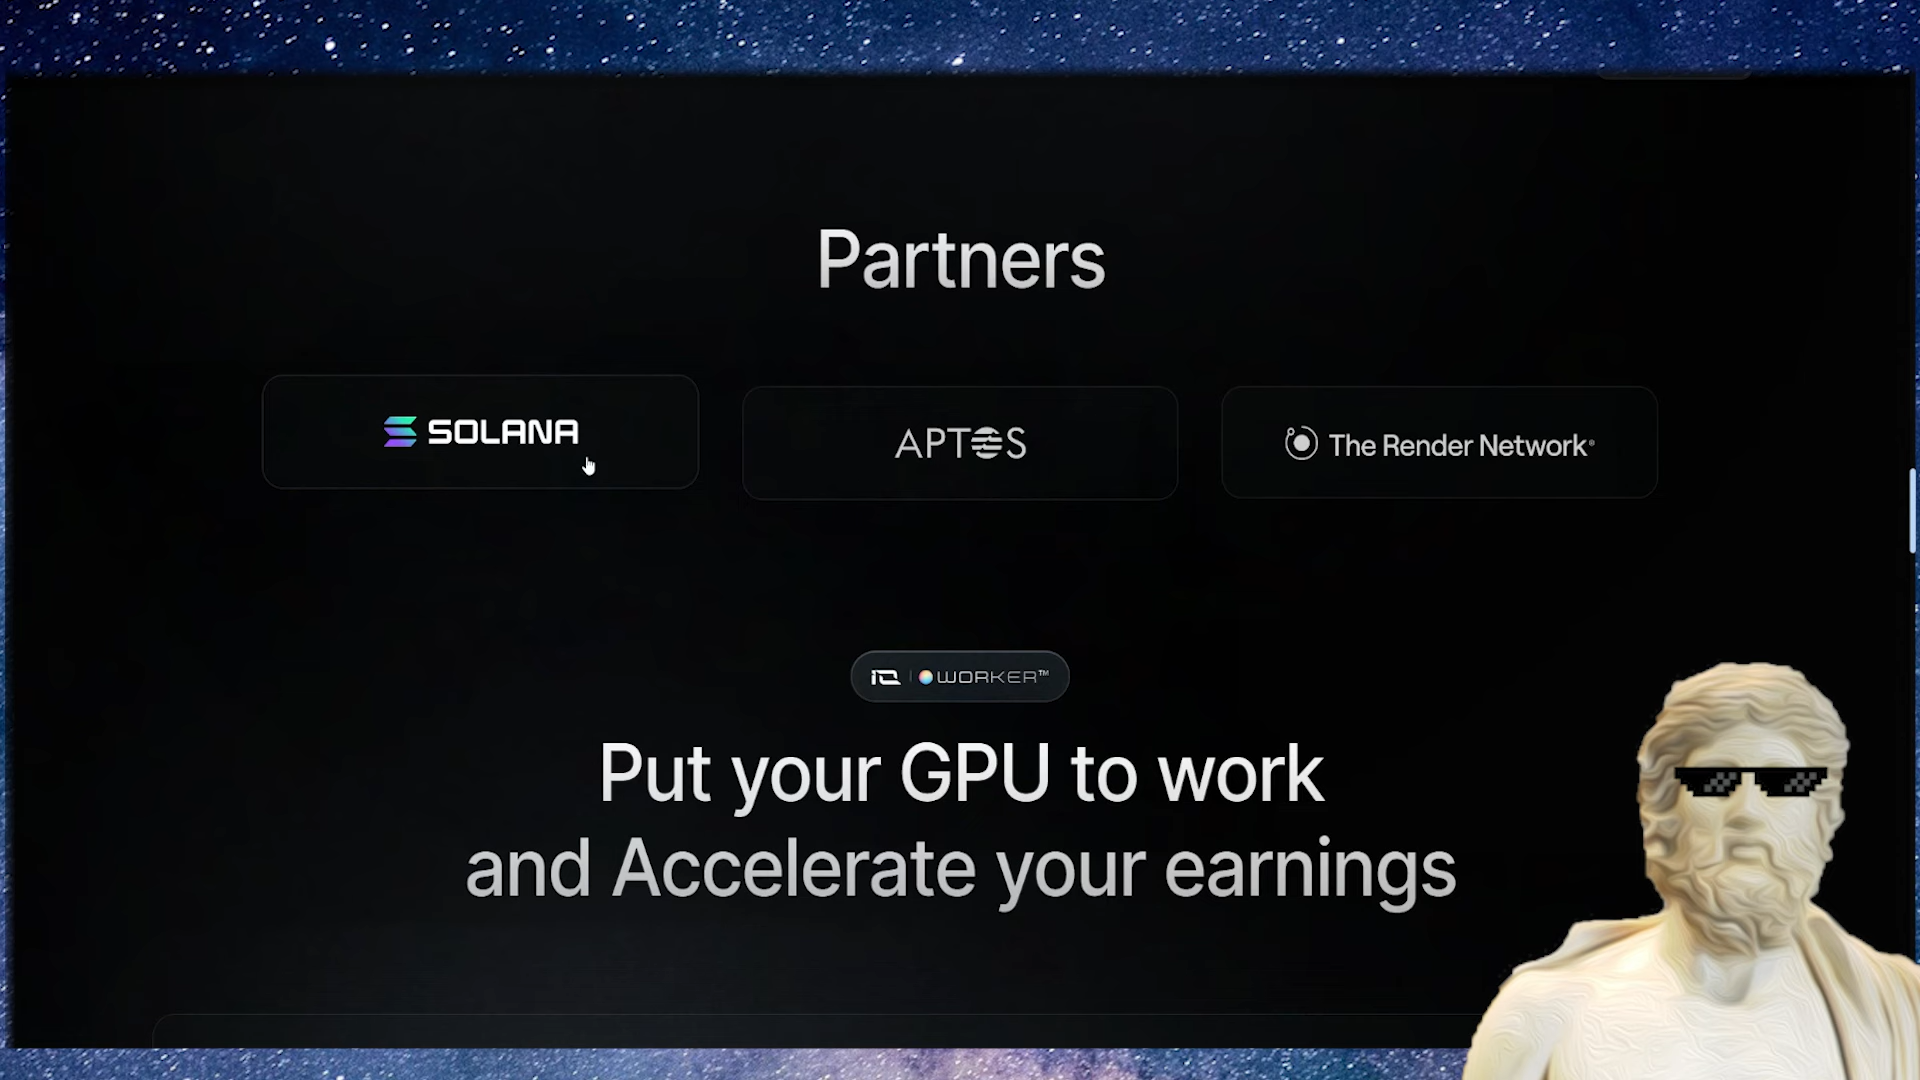 Partners
SOLANA
APTOS
The Render Network®
IO | WORKER™
Put your GPU to work
and Accelerate your earnings